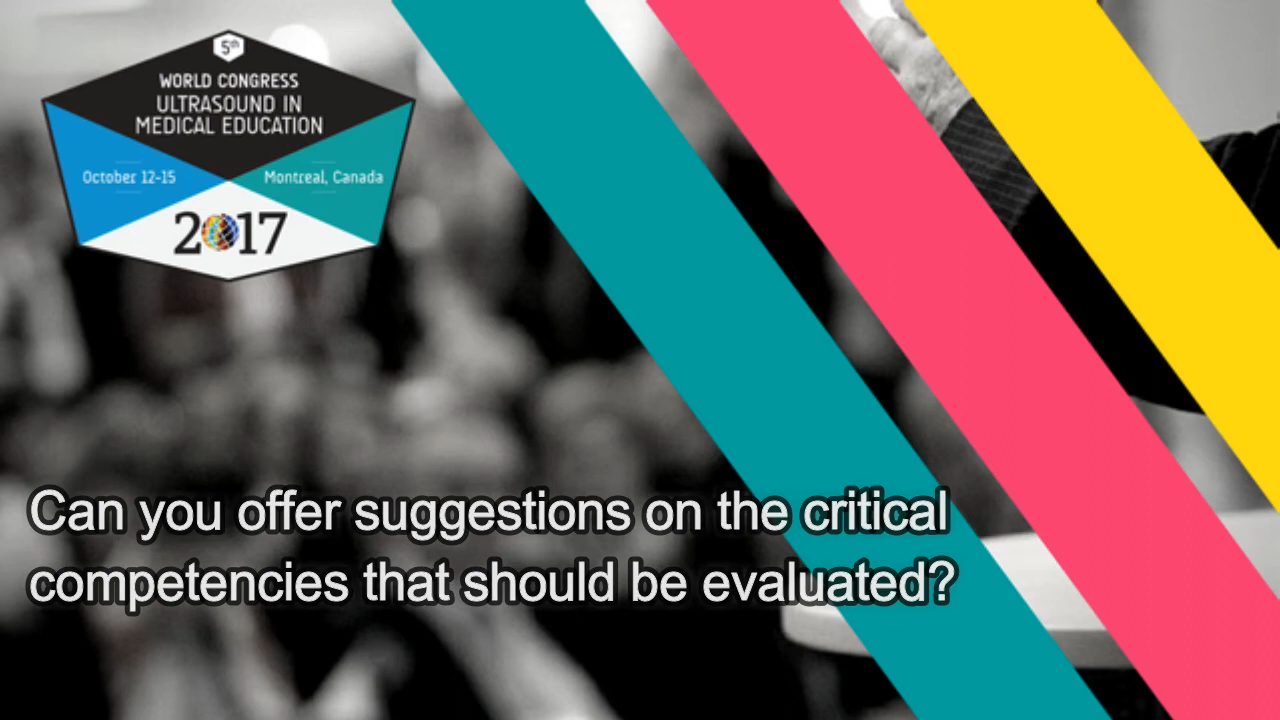 5th
WORLD CONGRESS
ULTRASOUND IN
MEDICAL EDUCATION
October 12-15
Montreal, Canada
2017
Can you offer suggestions on the critical
competencies that should be evaluated?